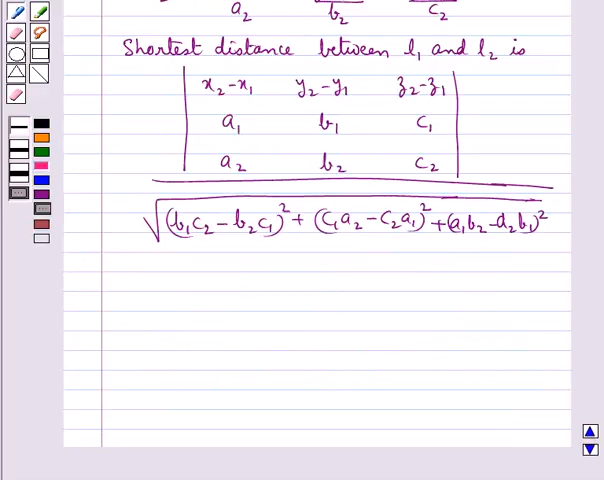 a₂ b₂ c₂
Shortest distance between l₁ and l₂ is
| x₂-x₁ y₂-y₁ z₂-z₁ |
| a₁ b₁ c₁ |
| a₂ b₂ c₂ |
√(b₁c₂-b₂c₁)²+(c₁a₂-c₂a₁)²+(a₁b₂-a₂b₁)²